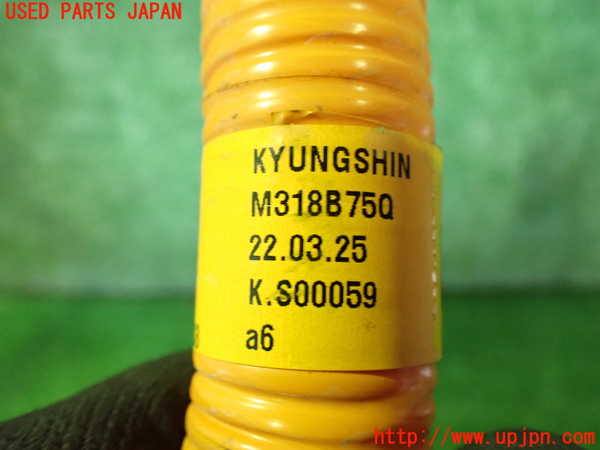 USED PARTS JAPAN
KYUNGSHIN
M318B75Q
22.03.25
K.S00059
a6
http://www.upjpn.com/